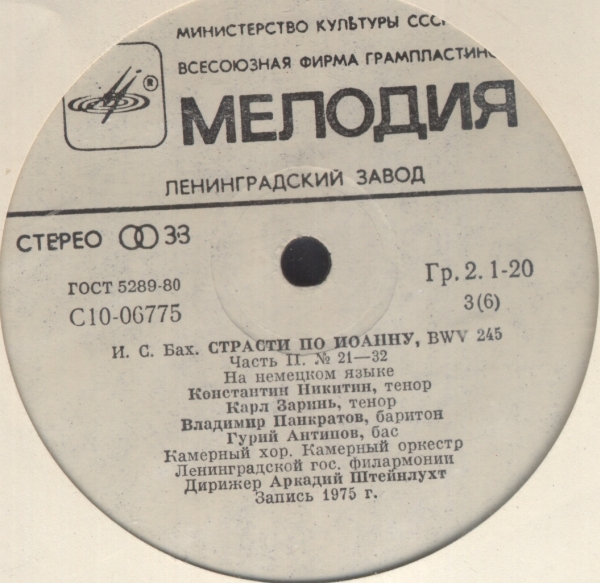 МИНИСТЕРСТВО КУЛЬТУРЫ СССР
ВСЕСОЮЗНАЯ ФИРМА ГРАМПЛАСТИНО
®
МЕЛОДИЯ
ЛЕНИНГРАДСКИЙ ЗАВОД
СТЕРЕО 33
ГОСТ 5289-80
Гр. 2. 1-20
С10-06775
3(6)
И. С. Бах. СТРАСТИ ПО ИОАННУ, BWV 245
Часть II. № 21—32
На немецком языке
Константин Никитин, тенор
Карл Заринь, тенор
Владимир Панкратов, баритон
Гурий Антипов, бас
Камерный хор. Камерный оркестр
Ленинградской гос. филармонии
Дирижер Аркадий Штейнлухт
Запись 1975 г.